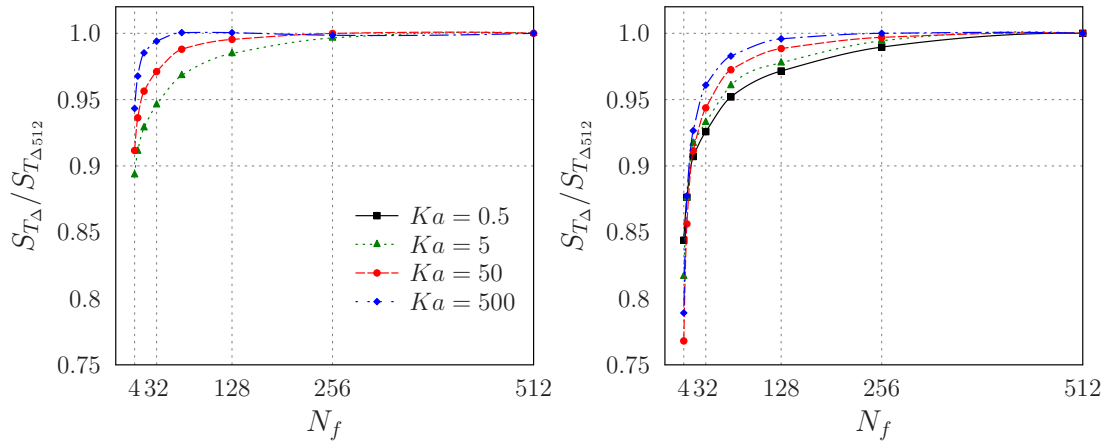 1.0
0.95
0.9
0.85
0.8
0.75
S_{T_Δ}/S_{T_{Δ512}}
4 32 128 256 512
N_f
Ka = 0.5
Ka = 5
Ka = 50
Ka = 500
1.0
0.95
0.9
0.85
0.8
0.75
S_{T_Δ}/S_{T_{Δ512}}
4 32 128 256 512
N_f